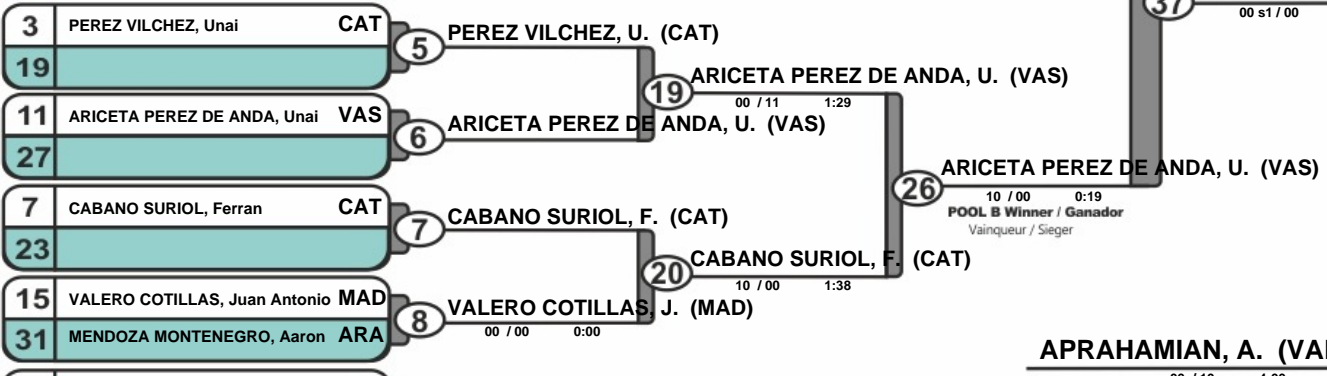 37
00 s1 / 00
3 PEREZ VILCHEZ, Unai CAT
19
5
PEREZ VILCHEZ, U. (CAT)
19
ARICETA PEREZ DE ANDA, U. (VAS)
00 / 11 1:29
11 ARICETA PEREZ DE ANDA, Unai VAS
27
6
ARICETA PEREZ DE ANDA, U. (VAS)
26
ARICETA PEREZ DE ANDA, U. (VAS)
10 / 00 0:19
POOL B Winner / Ganador
Vainqueur / Sieger
7 CABANO SURIOL, Ferran CAT
23
7
CABANO SURIOL, F. (CAT)
20
CABANO SURIOL, F. (CAT)
10 / 00 1:38
15 VALERO COTILLAS, Juan Antonio MAD
31 MENDOZA MONTENEGRO, Aaron ARA
8
VALERO COTILLAS, J. (MAD)
00 / 00 0:00
APRAHAMIAN, A.